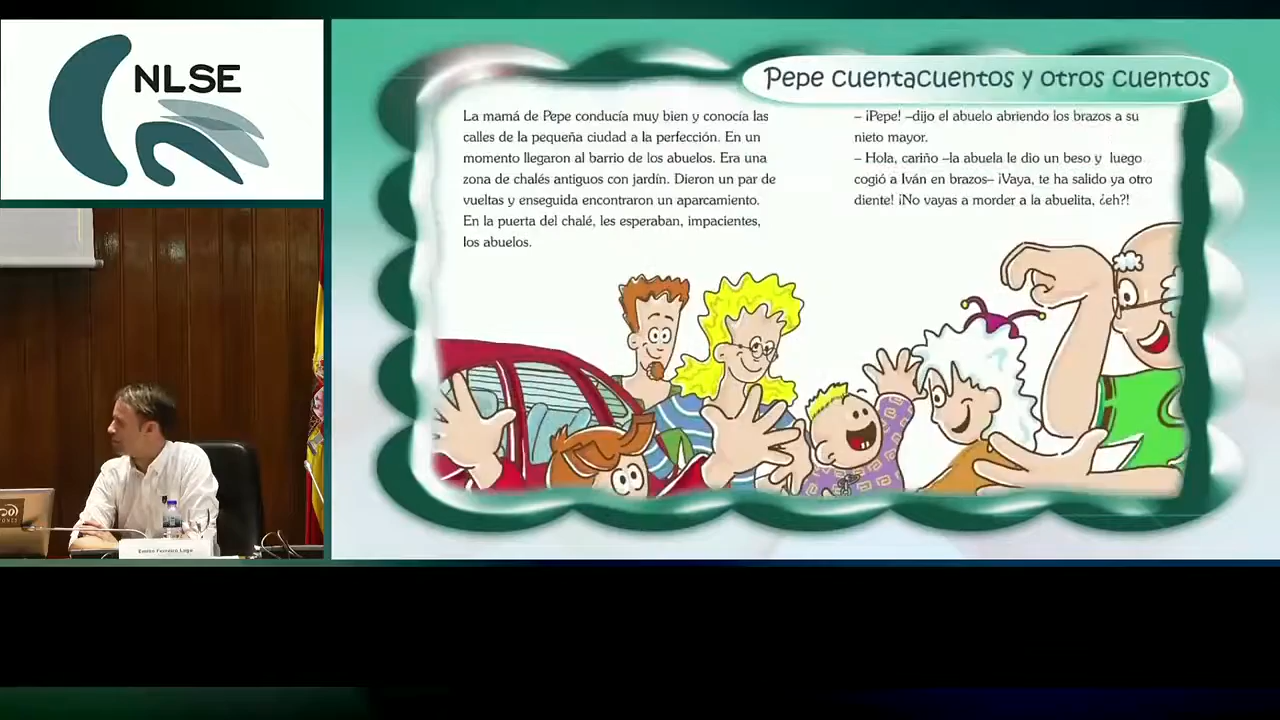 NLSE
Pepe cuentacuentos y otros cuentos
La mamá de Pepe conducía muy bien y conocía las
calles de la pequeña ciudad a la perfección. En un
momento llegaron al barrio de los abuelos. Era una
zona de chalés antiguos con jardín. Dieron un par de
vueltas y enseguida encontraron un aparcamiento.
En la puerta del chalé, les esperaban, impacientes,
los abuelos.
– ¡Pepe! –dijo el abuelo abriendo los brazos a su
nieto mayor.
– Hola, cariño –la abuela le dio un beso y luego
cogió a Iván en brazos– ¡Vaya, te ha salido ya otro
diente! ¡No vayas a morder a la abuelita, ¿eh?!